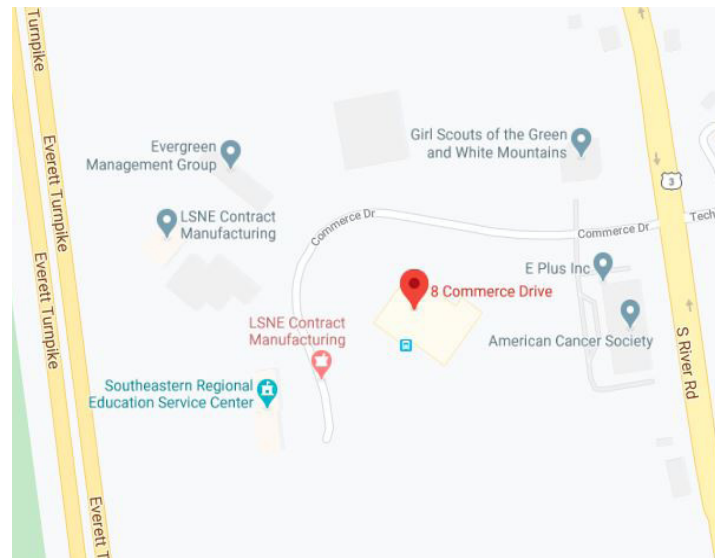 Turnpike
Everett Turnpike
Everett Turnpike
Everett T
Evergreen
Management Group
Girl Scouts of the Green
and White Mountains
3
LSNE Contract
Manufacturing
Commerce Dr
Commerce Dr
Tech
E Plus Inc
8 Commerce Drive
LSNE Contract
Manufacturing
American Cancer Society
S River Rd
Southeastern Regional
Education Service Center